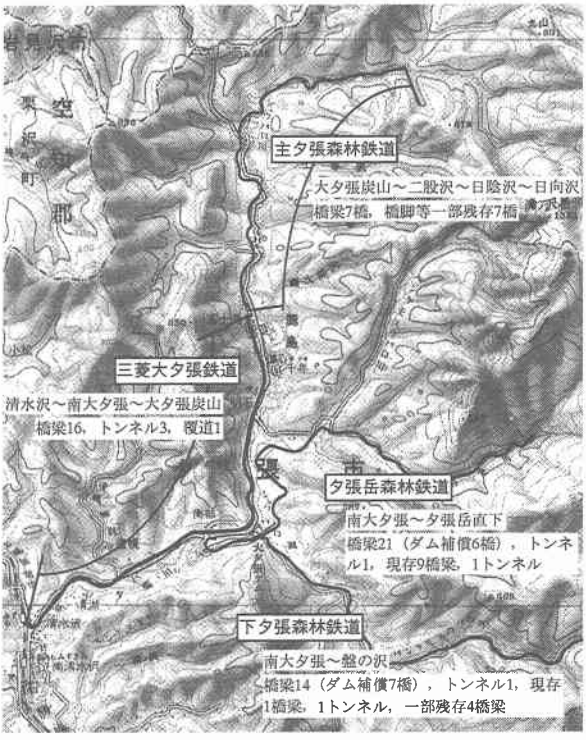 空知郡
栗沢町
主夕張森林鉄道
大夕張炭山～二股沢～日陰沢～日向沢
橋梁7橋，橋脚等一部残存7橋
三菱大夕張鉄道
清水沢～南大夕張～大夕張炭山
橋梁16，トンネル3，覆道1
張
夕張岳森林鉄道
南大夕張～夕張岳直下
橋梁21（ダム補償6橋），トンネ
ル1，現存9橋梁，1トンネル
下夕張森林鉄道
南大夕張～盤の沢
橋梁14（ダム補償7橋），トンネル1，現存
1橋梁，1トンネル，一部残存4橋梁